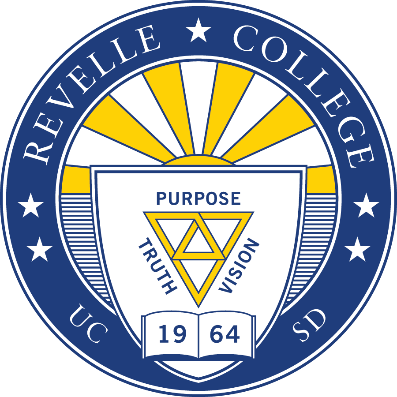 REVELLE ★ COLLEGE
PURPOSE
TRUTH
VISION
19 64
UC
SD